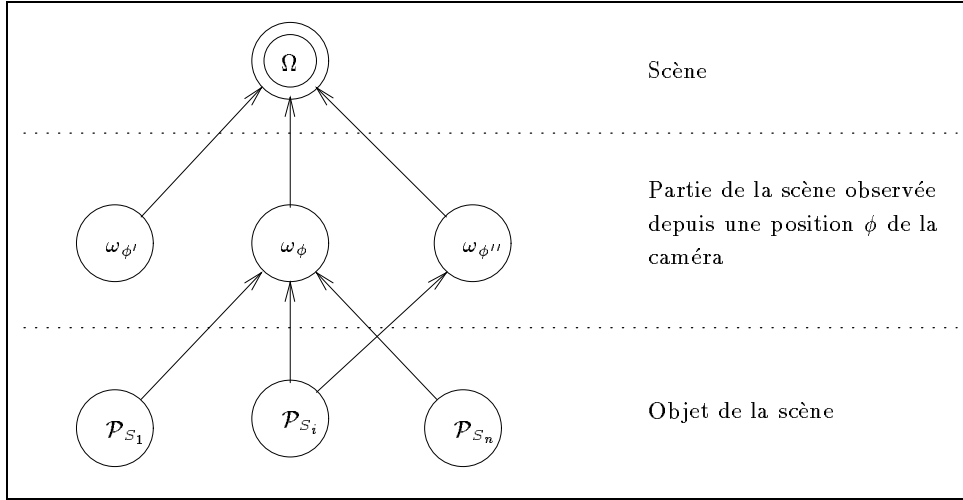 Ω
Scène
ω_{ϕ'}
ω_ϕ
ω_{ϕ''}
Partie de la scène observée
depuis une position ϕ de la
caméra
𝒫_{S_1}
𝒫_{S_i}
𝒫_{S_n}
Objet de la scène